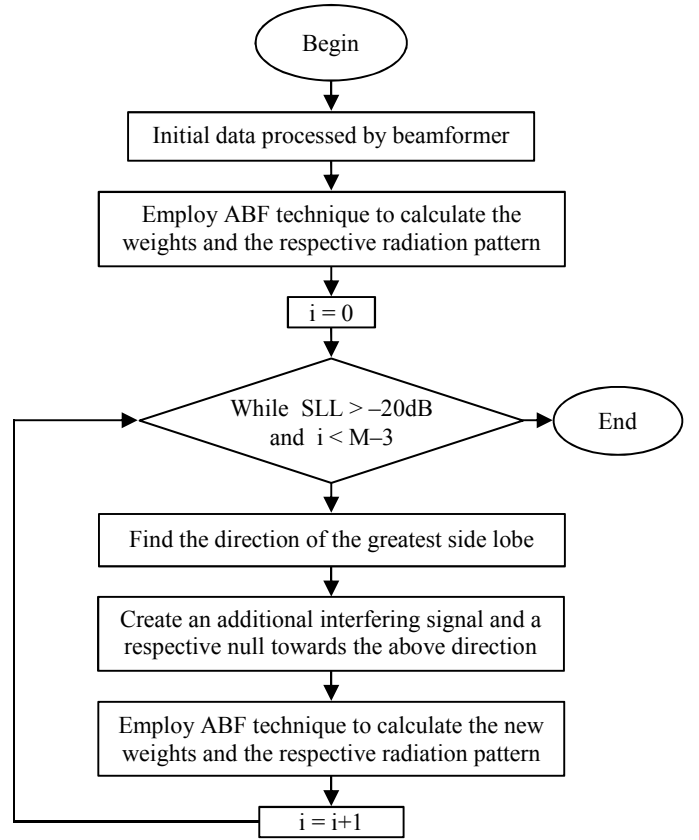 Begin
Initial data processed by beamformer
Employ ABF technique to calculate the
weights and the respective radiation pattern
i = 0
While SLL > –20dB
and i < M–3
End
Find the direction of the greatest side lobe
Create an additional interfering signal and a
respective null towards the above direction
Employ ABF technique to calculate the new
weights and the respective radiation pattern
i = i+1